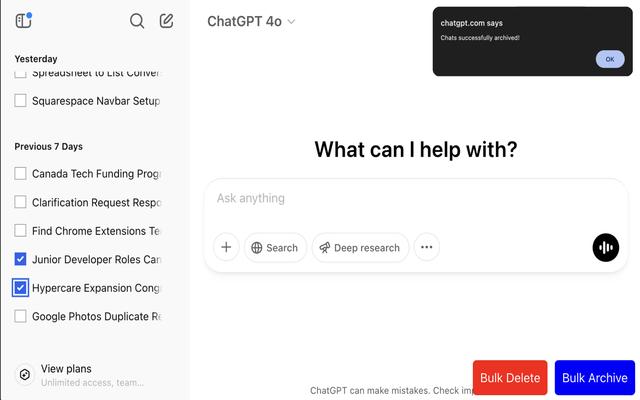 ChatGPT 4o
chatgpt.com says
Chats successfully archived!
OK
Yesterday
Spreadsheet to List Conver
Squarespace Navbar Setup
Previous 7 Days
Canada Tech Funding Prog
Clarification Request Respo
Find Chrome Extensions Te
Junior Developer Roles Can
Hypercare Expansion Cong
Google Photos Duplicate Re
View plans
Unlimited access, team...
What can I help with?
Ask anything
Search
Deep research
ChatGPT can make mistakes. Check imp
Bulk Delete
Bulk Archive